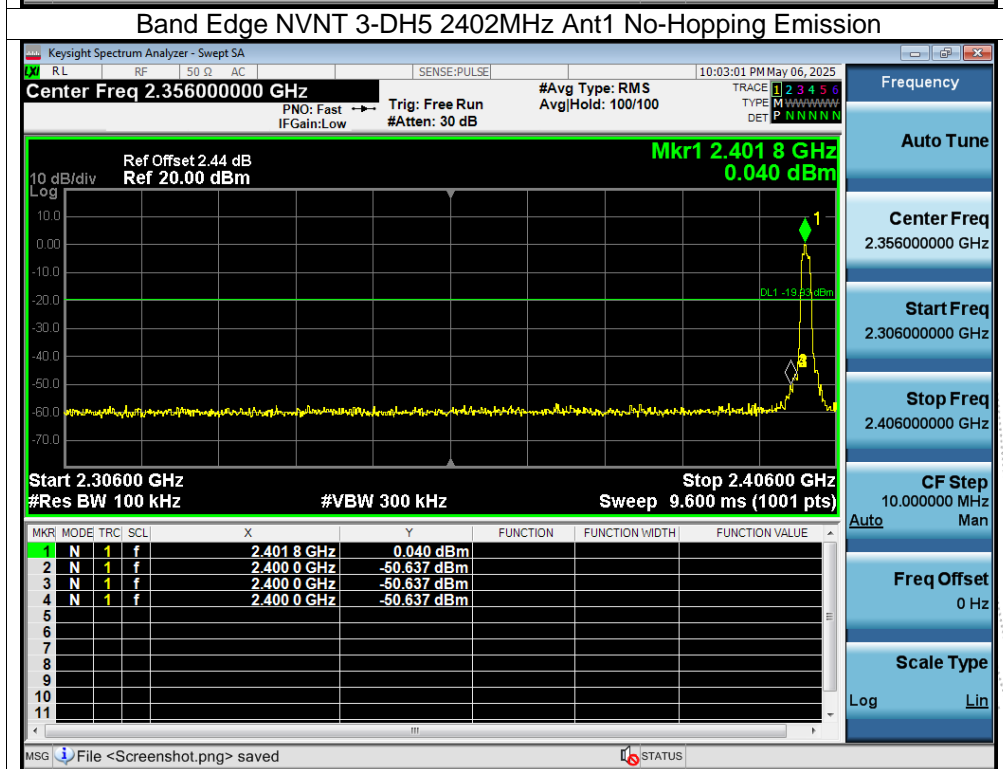 Band Edge NVNT 3-DH5 2402MHz Ant1 No-Hopping Emission
Keysight Spectrum Analyzer - Swept SA
LXI RL RF 50 Ω AC SENSE:PULSE 10:03:01 PM May 06, 2025
Center Freq 2.356000000 GHz #Avg Type: RMS TRACE 1 2 3 4 5 6
PNO: Fast Trig: Free Run Avg|Hold: 100/100 TYPE M WWWWW
IFGain:Low #Atten: 30 dB DET P N N N N N
Ref Offset 2.44 dB Mkr1 2.401 8 GHz
10 dB/div Ref 20.00 dBm 0.040 dBm
Log
10.0
1
0.00
-10.0
-20.0
DL1 -19.93 dBm
-30.0
-40.0
2
-50.0
-60.0
-70.0
Start 2.30600 GHz Stop 2.40600 GHz
#Res BW 100 kHz #VBW 300 kHz Sweep 9.600 ms (1001 pts)
MKR MODE TRC SCL X Y FUNCTION FUNCTION WIDTH FUNCTION VALUE
1 N 1 f 2.401 8 GHz 0.040 dBm
2 N 1 f 2.400 0 GHz -50.637 dBm
3 N 1 f 2.400 0 GHz -50.637 dBm
4 N 1 f 2.400 0 GHz -50.637 dBm
5
6
7
8
9
10
11
MSG File <Screenshot.png> saved STATUS
Frequency
Auto Tune
Center Freq
2.356000000 GHz
Start Freq
2.306000000 GHz
Stop Freq
2.406000000 GHz
CF Step
10.000000 MHz
Auto Man
Freq Offset
0 Hz
Scale Type
Log Lin